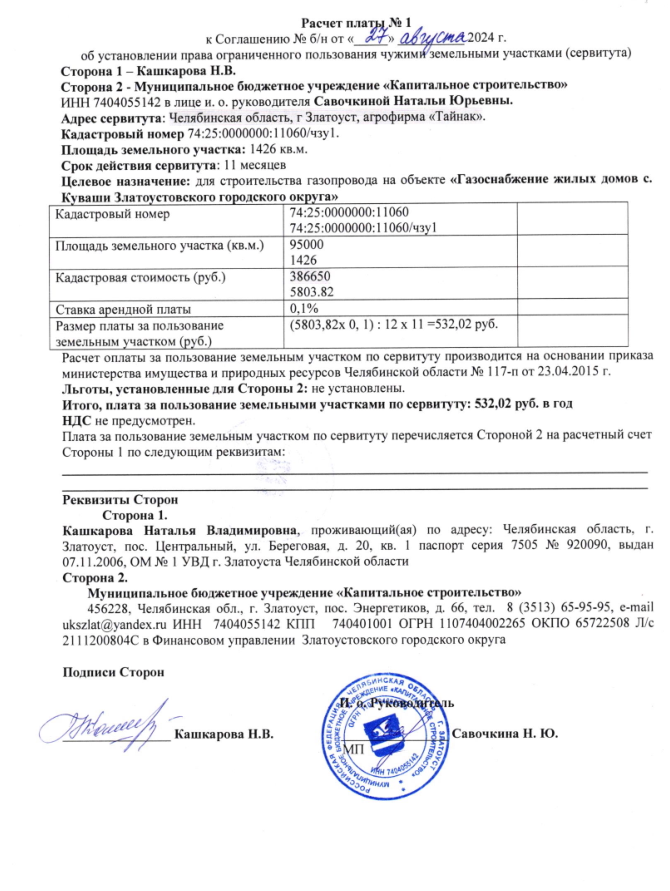 Расчет платы № 1
к Соглашению № б/н от «27» августа 2024 г.
об установлении права ограниченного пользования чужими земельными участками (сервитута)
Сторона 1 – Кашкарова Н.В.
Сторона 2 - Муниципальное бюджетное учреждение «Капитальное строительство»
ИНН 7404055142 в лице и. о. руководителя Савочкиной Натальи Юрьевны.
Адрес сервитута: Челябинская область, г Златоуст, агрофирма «Тайнак».
Кадастровый номер 74:25:0000000:11060/чзу1.
Площадь земельного участка: 1426 кв.м.
Срок действия сервитута: 11 месяцев
Целевое назначение: для строительства газопровода на объекте «Газоснабжение жилых домов с.
Куваши Златоустовского городского округа»
Кадастровый номер 74:25:0000000:11060
74:25:0000000:11060/чзу1
Площадь земельного участка (кв.м.) 95000
1426
Кадастровая стоимость (руб.) 386650
5803.82
Ставка арендной платы 0,1%
Размер платы за пользование (5803,82х 0, 1) : 12 х 11 =532,02 руб.
земельным участком (руб.)
Расчет оплаты за пользование земельным участком по сервитуту производится на основании приказа
министерства имущества и природных ресурсов Челябинской области № 117-п от 23.04.2015 г.
Льготы, установленные для Стороны 2: не установлены.
Итого, плата за пользование земельными участками по сервитуту: 532,02 руб. в год
НДС не предусмотрен.
Плата за пользование земельным участком по сервитуту перечисляется Стороной 2 на расчетный счет
Стороны 1 по следующим реквизитам:
Реквизиты Сторон
Сторона 1.
Кашкарова Наталья Владимировна, проживающий(ая) по адресу: Челябинская область, г.
Златоуст, пос. Центральный, ул. Береговая, д. 20, кв. 1 паспорт серия 7505 № 920090, выдан
07.11.2006, ОМ № 1 УВД г. Златоуста Челябинской области
Сторона 2.
Муниципальное бюджетное учреждение «Капитальное строительство»
456228, Челябинская обл., г. Златоуст, пос. Энергетиков, д. 66, тел. 8 (3513) 65-95-95, e-mail
ukszlat@yandex.ru ИНН 7404055142 КПП 740401001 ОГРН 1107404002265 ОКПО 65722508 Л/с
2111200804С в Финансовом управлении Златоустовского городского округа
Подписи Сторон
И. о. Руководитель
Кашкарова Н.В. Савочкина Н. Ю.
МП
РОССИЙСКАЯ ФЕДЕРАЦИЯ ЧЕЛЯБИНСКАЯ ОБЛАСТЬ Г. ЗЛАТОУСТ
МУНИЦИПАЛЬНОЕ БЮДЖЕТНОЕ УЧРЕЖДЕНИЕ «КАПИТАЛЬНОЕ СТРОИТЕЛЬСТВО»
ИНН 7404055142